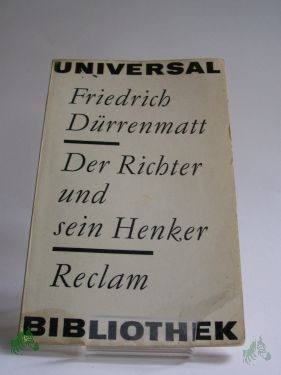 UNIVERSAL
Friedrich
Dürrenmatt
Der Richter
und
sein Henker
Reclam
BIBLIOTHEK